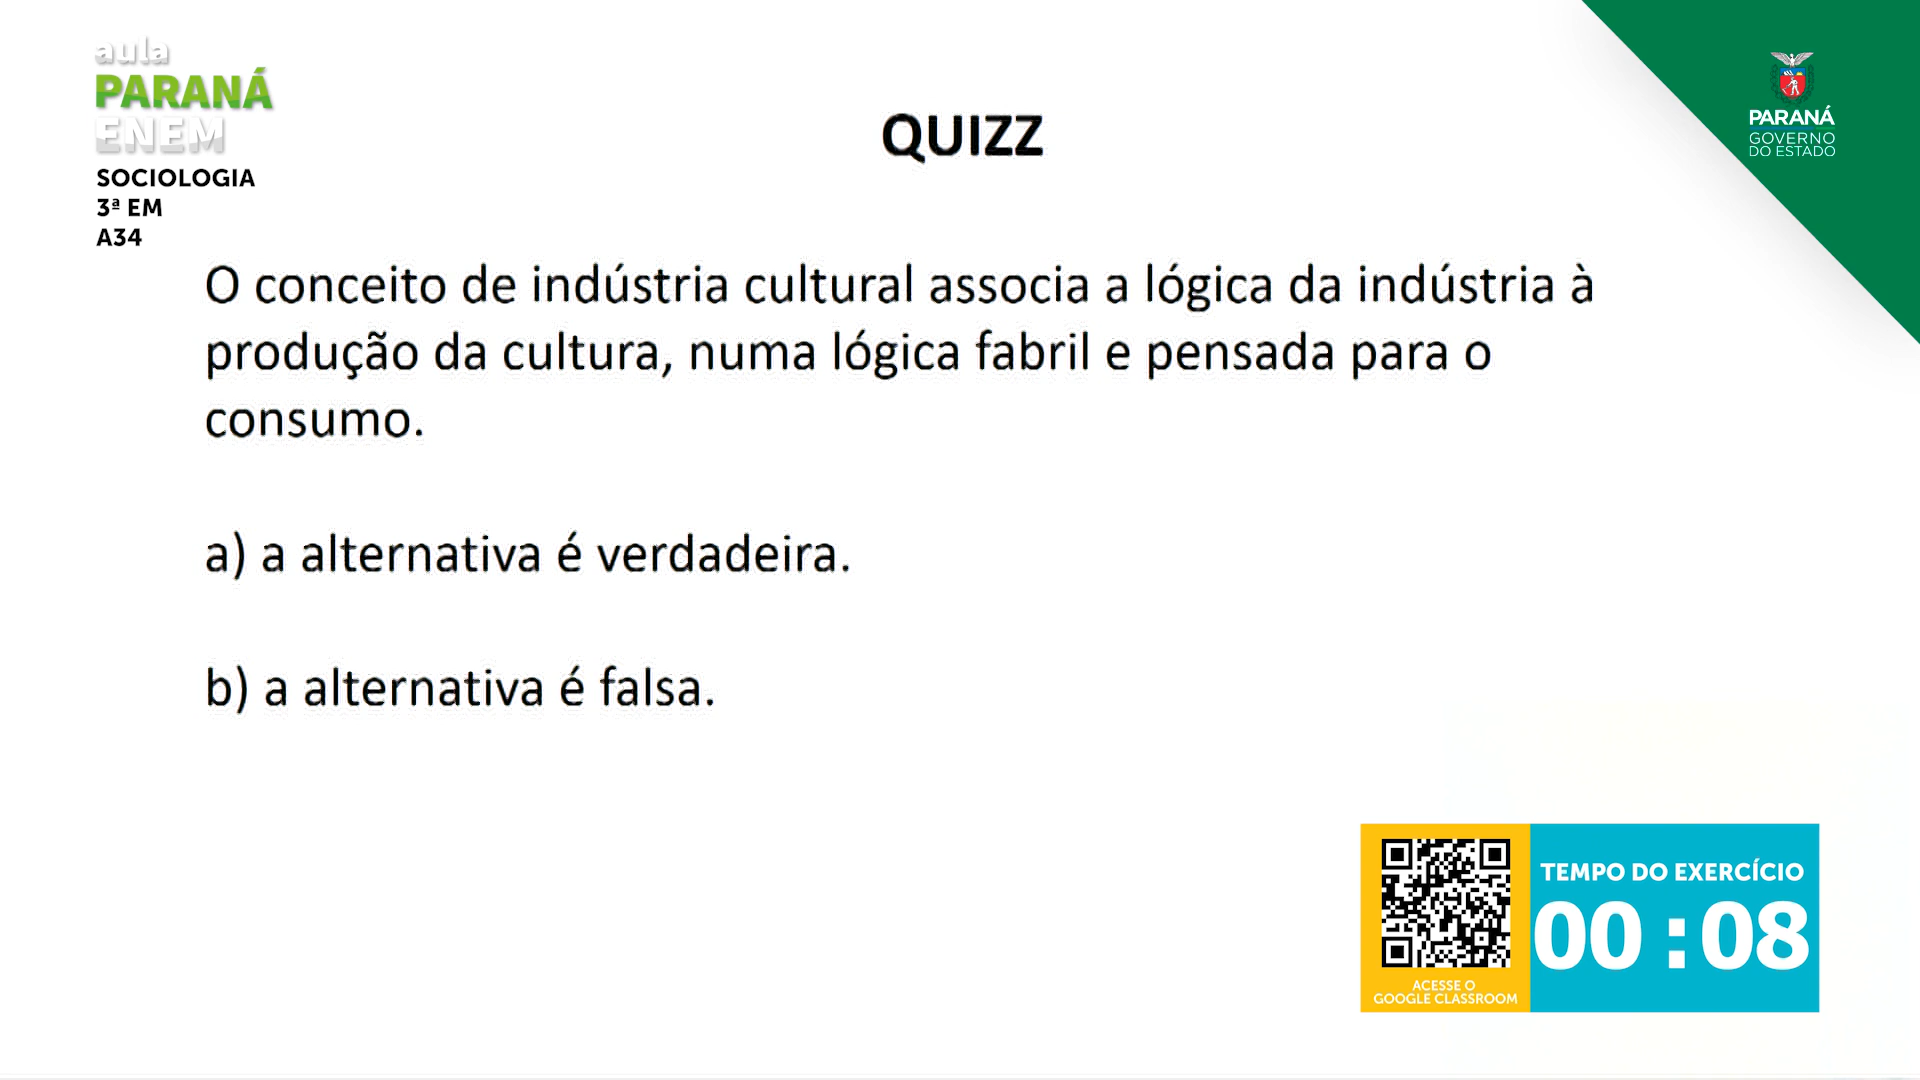 aula
PARANÁ
ENEM
SOCIOLOGIA
3ª EM
A34
PARANÁ
GOVERNO
DO ESTADO
QUIZZ
O conceito de indústria cultural associa a lógica da indústria à
produção da cultura, numa lógica fabril e pensada para o
consumo.
a) a alternativa é verdadeira.
b) a alternativa é falsa.
ACESSE O
GOOGLE CLASSROOM
TEMPO DO EXERCÍCIO
00:08